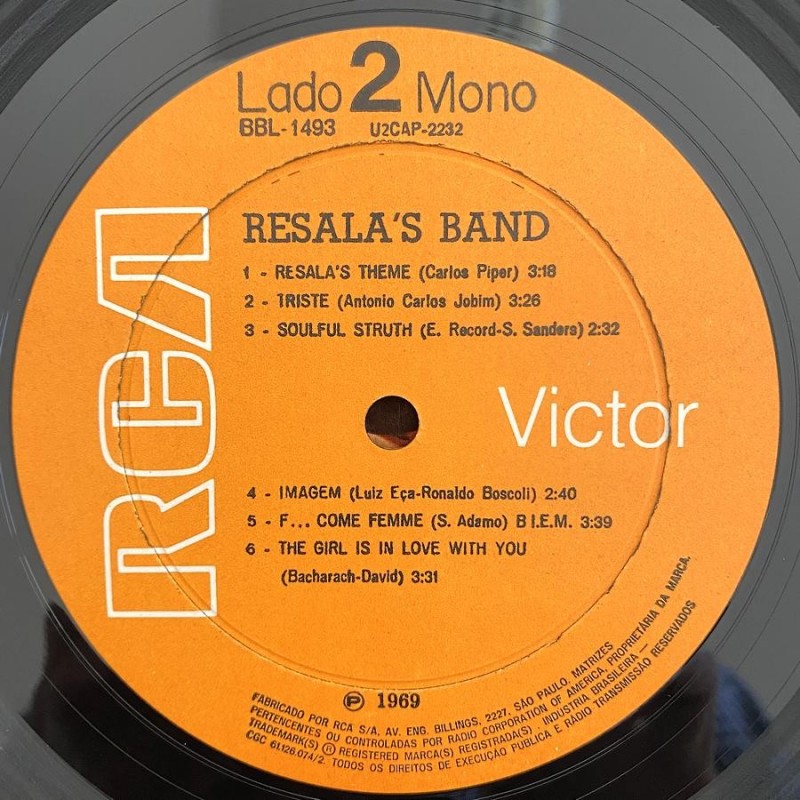 Lado 2 Mono
BBL-1493 U2CAP-2232
RESALA'S BAND
1 - RESALA'S THEME (Carlos Piper) 3:18
2 - TRISTE (Antonio Carlos Jobim) 3:26
3 - SOULFUL STRUTH (E. Record-S. Sanders) 2:32
RCA
Victor
4 - IMAGEM (Luiz Eça-Ronaldo Boscoli) 2:40
5 - F... COME FEMME (S. Adamo) B I.E.M. 3:39
6 - THE GIRL IS IN LOVE WITH YOU
(Bacharach-David) 3:31
℗ 1969
FABRICADO POR RCA S/A. AV. ENG. BILLINGS, 2227, SÃO PAULO, MATRIZES
PERTENCENTES OU CONTROLADAS POR RADIO CORPORATION OF AMERICA, PROPRIETÁRIA DA MARCA.
TRADEMARK(S) ® REGISTERED MARCA(S) REGISTRADA(S). INDÚSTRIA BRASILEIRA —
CGC 61.126.074/2. TODOS OS DIREITOS DE EXECUÇÃO PUBLICA E RADIO TRANSMISSÃO RESERVADOS